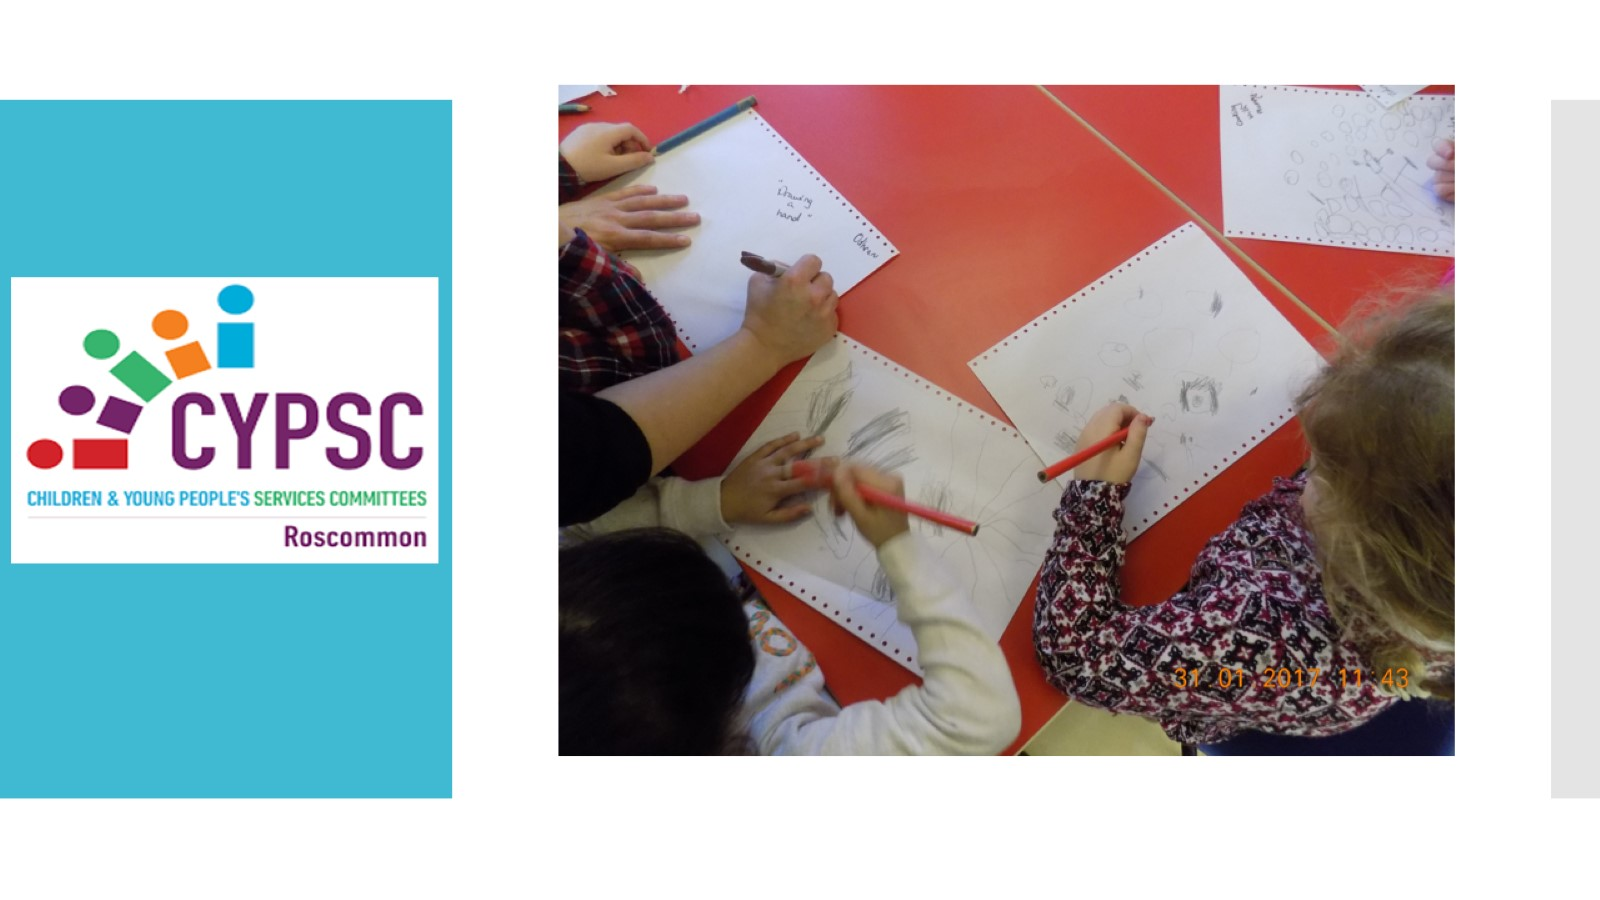 CYPSC
CHILDREN & YOUNG PEOPLE'S SERVICES COMMITTEES
Roscommon
"Drawing
a
hand"
31.01.2017 11:43